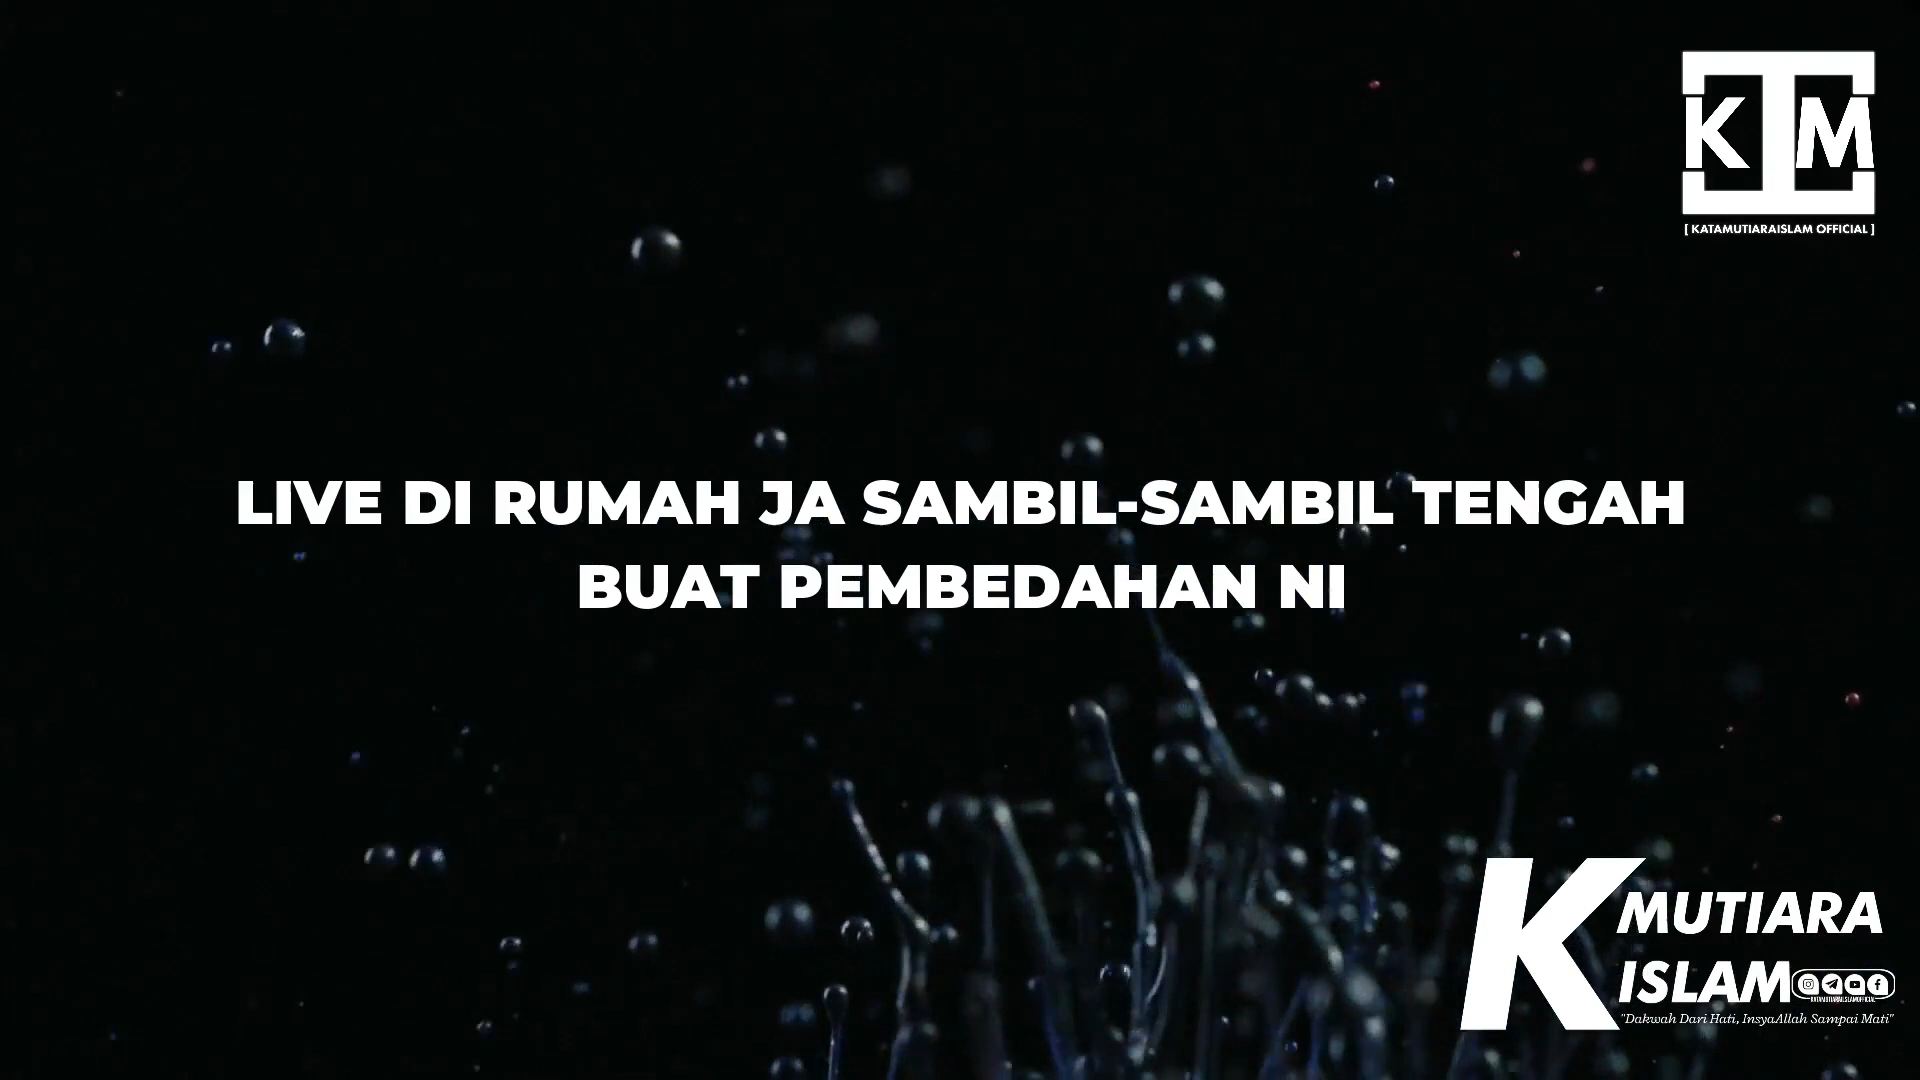 KTM
[ KATAMUTIARAISLAM OFFICIAL ]
LIVE DI RUMAH JA SAMBIL-SAMBIL TENGAH
BUAT PEMBEDAHAN NI
K MUTIARA
ISLAM
KATAMUTIARAISLAMOFFICIAL
"Dakwah Dari Hati, InsyaAllah Sampai Mati"